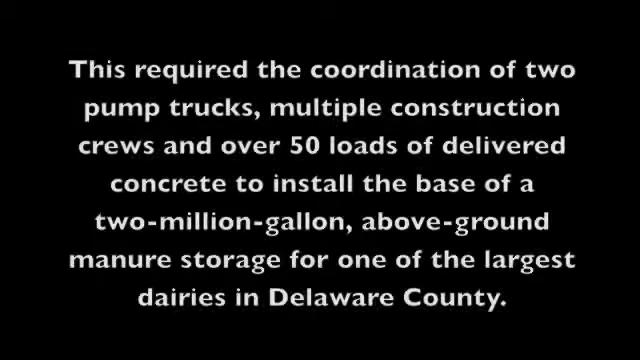 This required the coordination of two
pump trucks, multiple construction
crews and over 50 loads of delivered
concrete to install the base of a
two-million-gallon, above-ground
manure storage for one of the largest
dairies in Delaware County.